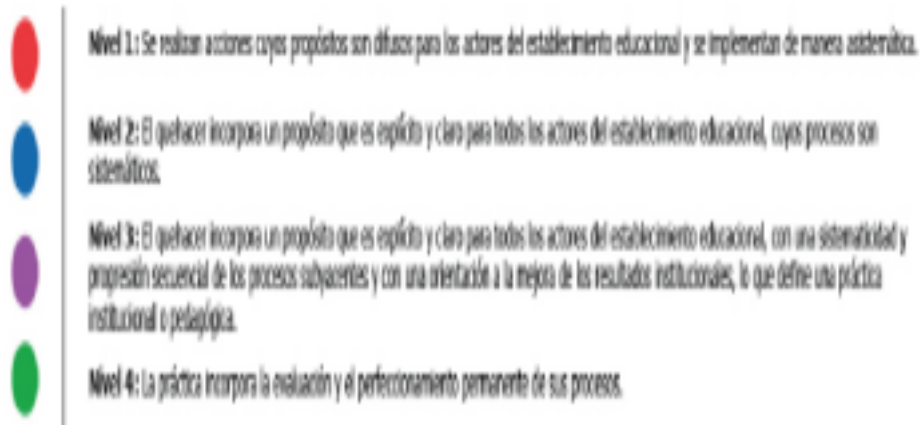 Nivel 1: Se realizan acciones cuyos propósitos son difusos para los actores del establecimiento educacional y se implementan de manera asistemática.
Nivel 2: El quehacer incorpora un propósito que es explícito y claro para todos los actores del establecimiento educacional, cuyos procesos son
sistemáticos.
Nivel 3: El quehacer incorpora un propósito que es explícito y claro para todos los actores del establecimiento educacional, con una sistematicidad y
progresión secuencial de los procesos subyacentes y con una orientación a la mejora de los resultados institucionales, lo que define una práctica
institucional o pedagógica.
Nivel 4: La práctica incorpora la evaluación y el perfeccionamiento permanente de sus procesos.